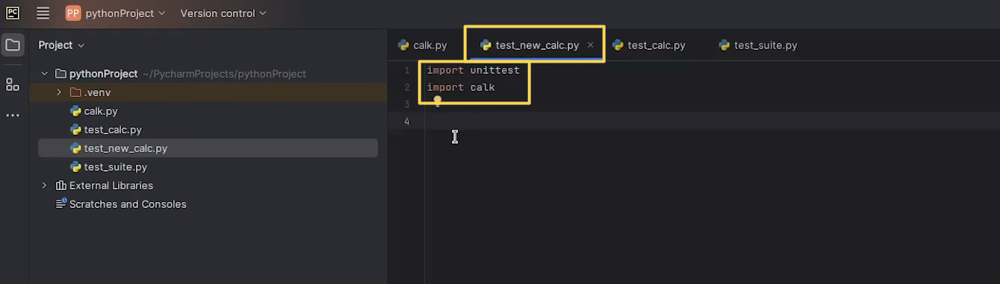 PC PP pythonProject Version control
Project
calk.py test_new_calc.py × test_calc.py test_suite.py
pythonProject ~/PycharmProjects/pythonProject
.venv
calk.py
test_calc.py
test_new_calc.py
test_suite.py
External Libraries
Scratches and Consoles
1 import unittest
2 import calk
3
4